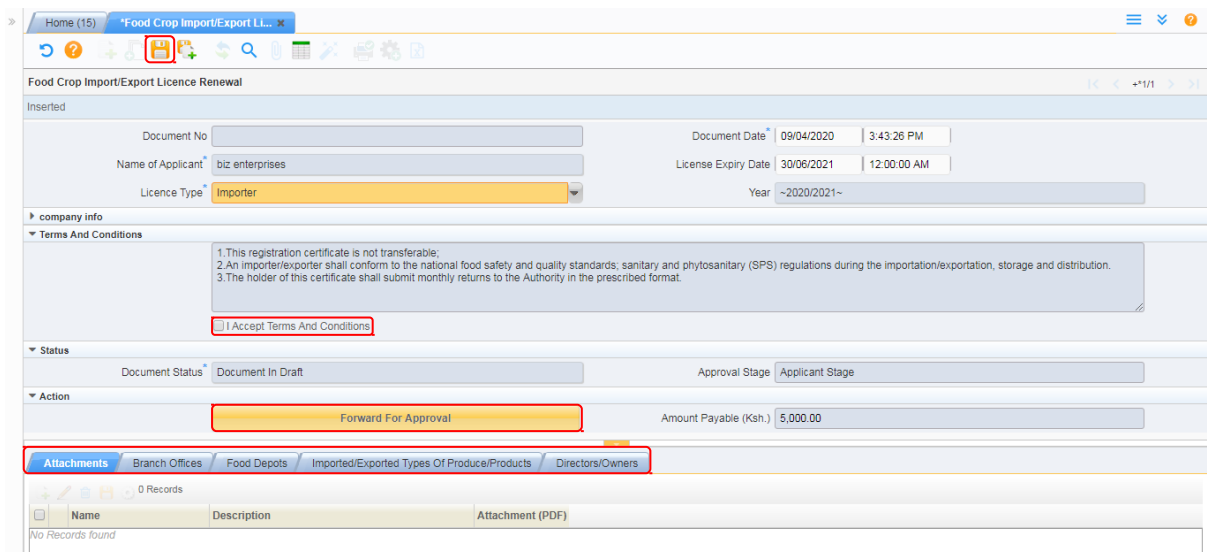 Home (15) *Food Crop Import/Export Li...
Food Crop Import/Export Licence Renewal +*1/1
Inserted
Document No Document Date* 09/04/2020 3:43:26 PM
Name of Applicant* biz enterprises License Expiry Date 30/06/2021 12:00:00 AM
Licence Type* Importer Year ~2020/2021~
company info
Terms And Conditions
1.This registration certificate is not transferable;
2.An importer/exporter shall conform to the national food safety and quality standards; sanitary and phytosanitary (SPS) regulations during the importation/exportation, storage and distribution.
3.The holder of this certificate shall submit monthly returns to the Authority in the prescribed format.
I Accept Terms And Conditions
Status
Document Status* Document In Draft Approval Stage Applicant Stage
Action
Forward For Approval Amount Payable (Ksh.) 5,000.00
Attachments Branch Offices Food Depots Imported/Exported Types Of Produce/Products Directors/Owners
0 Records
Name Description Attachment (PDF)
No Records found